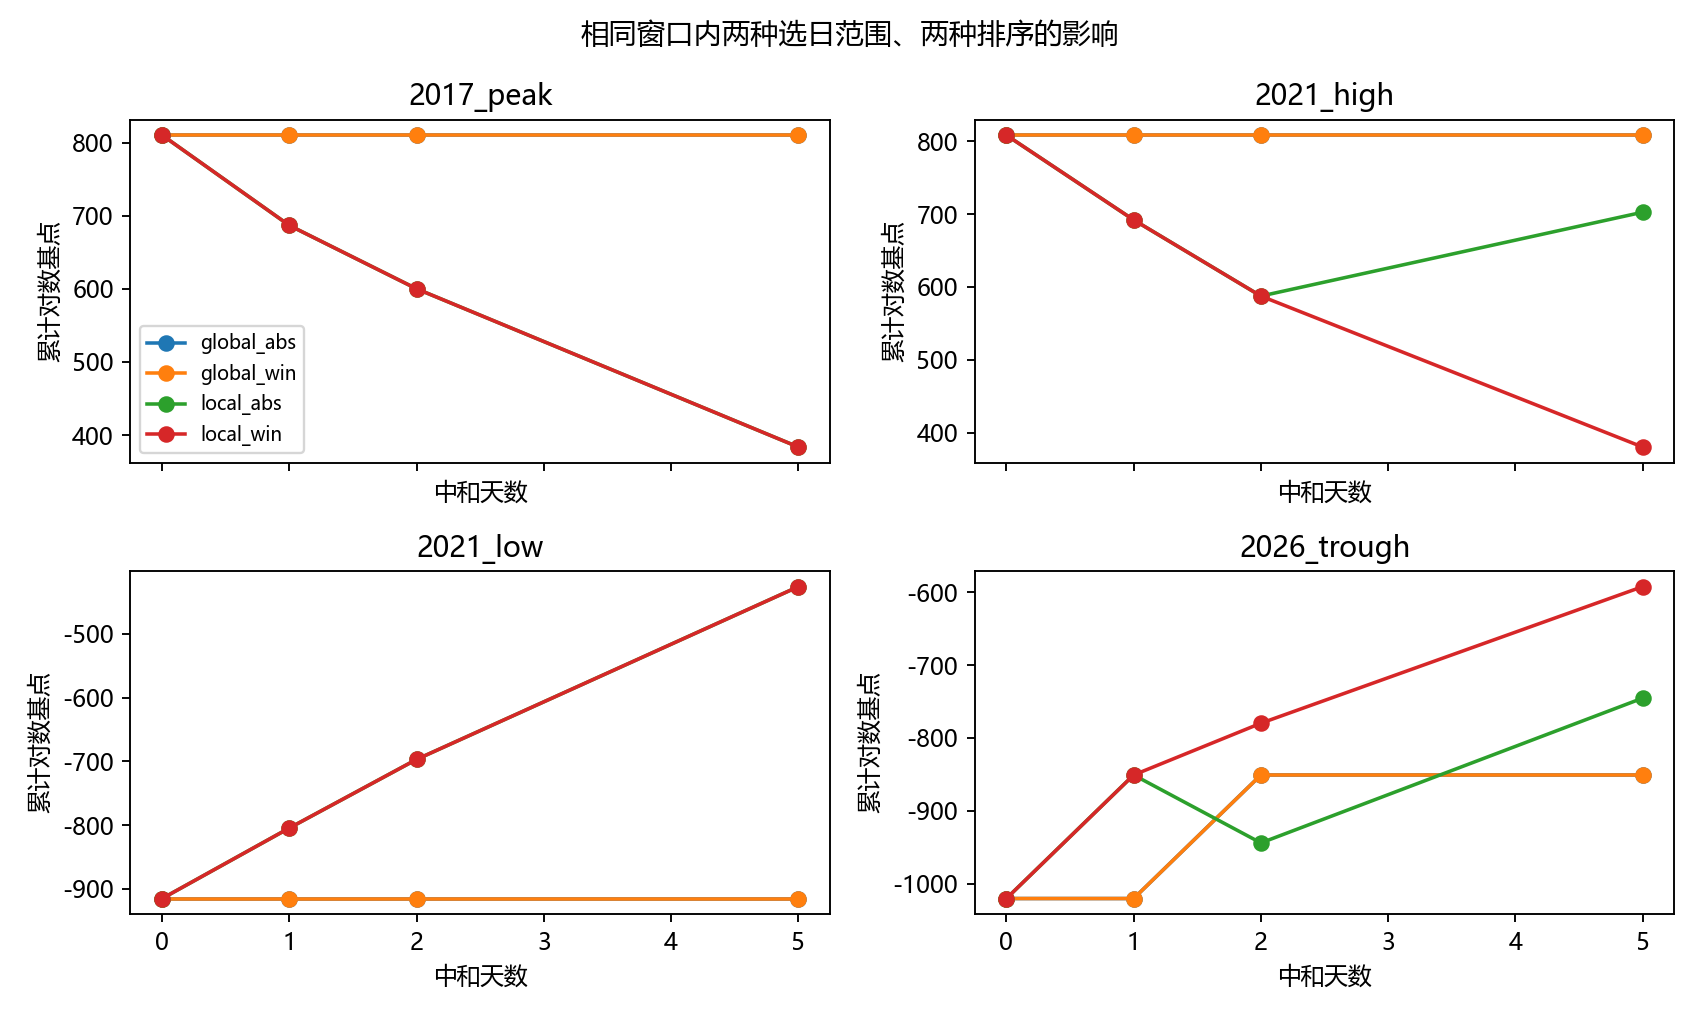 相同窗口内两种选日范围、两种排序的影响
2017_peak
800
700
600
500
400
累计对数基点
global_abs
global_win
local_abs
local_win
中和天数
2021_high
800
700
600
500
400
累计对数基点
中和天数
2021_low
-500
-600
-700
-800
-900
累计对数基点
0 1 2 3 4 5
中和天数
2026_trough
-600
-700
-800
-900
-1000
累计对数基点
0 1 2 3 4 5
中和天数